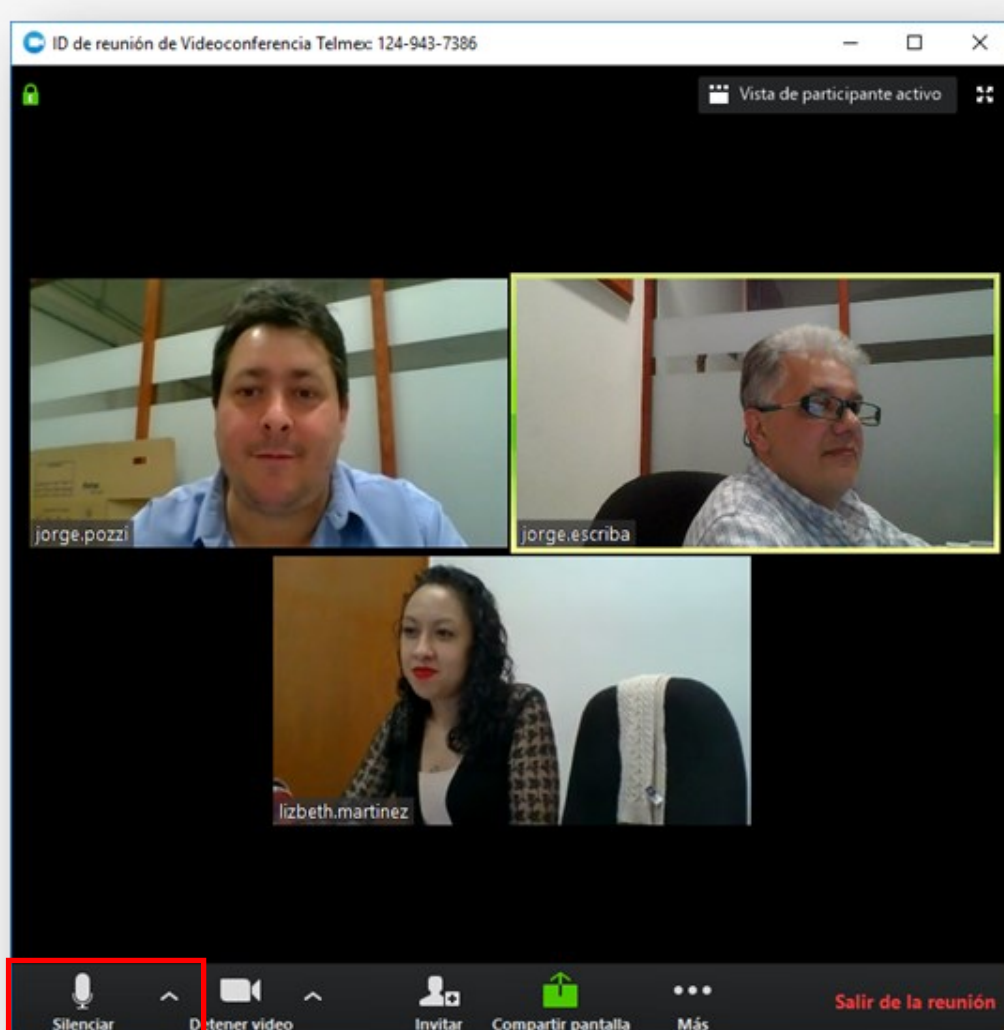 ID de reunión de Videoconferencia Telmex: 124-943-7386
Vista de participante activo
jorge.pozzi
jorge.escriba
lizbeth.martinez
Silenciar
Detener video
Invitar
Compartir pantalla
Más
Salir de la reunión